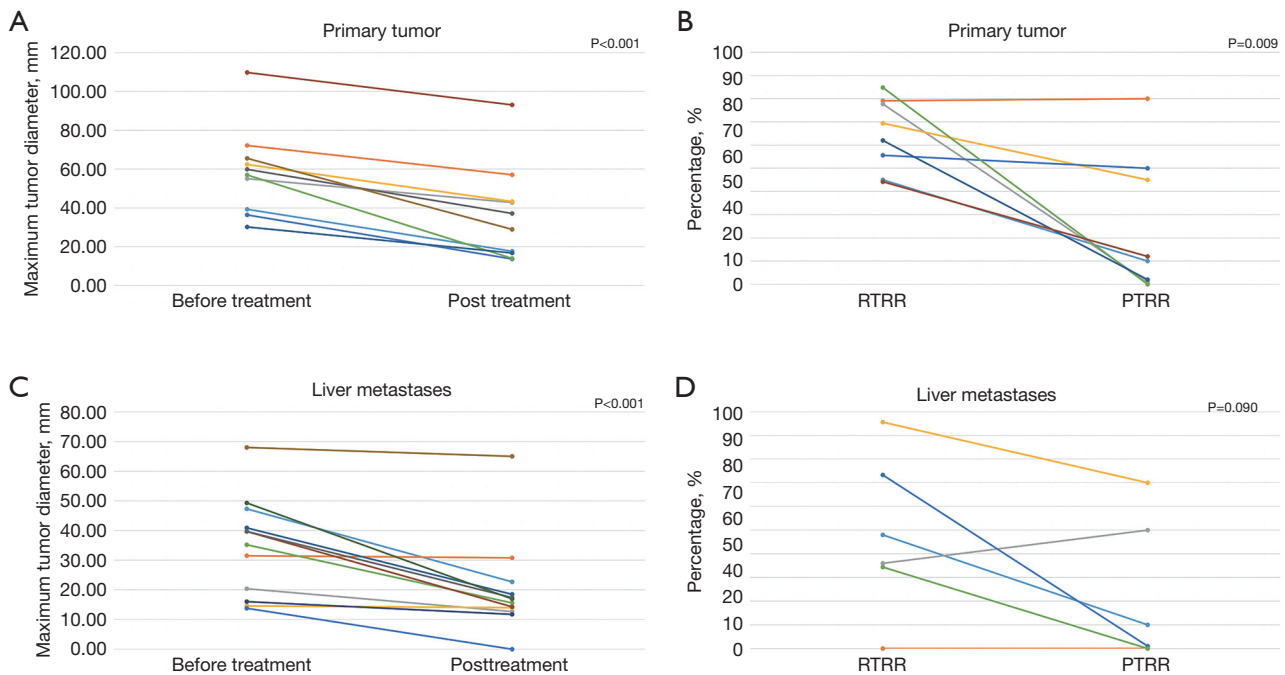 A
Primary tumor
P<0.001
Maximum tumor diameter, mm
120.00
100.00
80.00
60.00
40.00
20.00
0.00
Before treatment
Post treatment
B
Primary tumor
P=0.009
Percentage, %
100
90
80
70
60
50
40
20
10
0
RTRR
PTRR
C
Liver metastases
P<0.001
Maximum tumor diameter, mm
80.00
70.00
60.00
50.00
40.00
30.00
20.00
10.00
0.00
Before treatment
Posttreatment
D
Liver metastases
P=0.090
Percentage, %
100
90
80
70
60
50
40
20
10
0
RTRR
PTRR